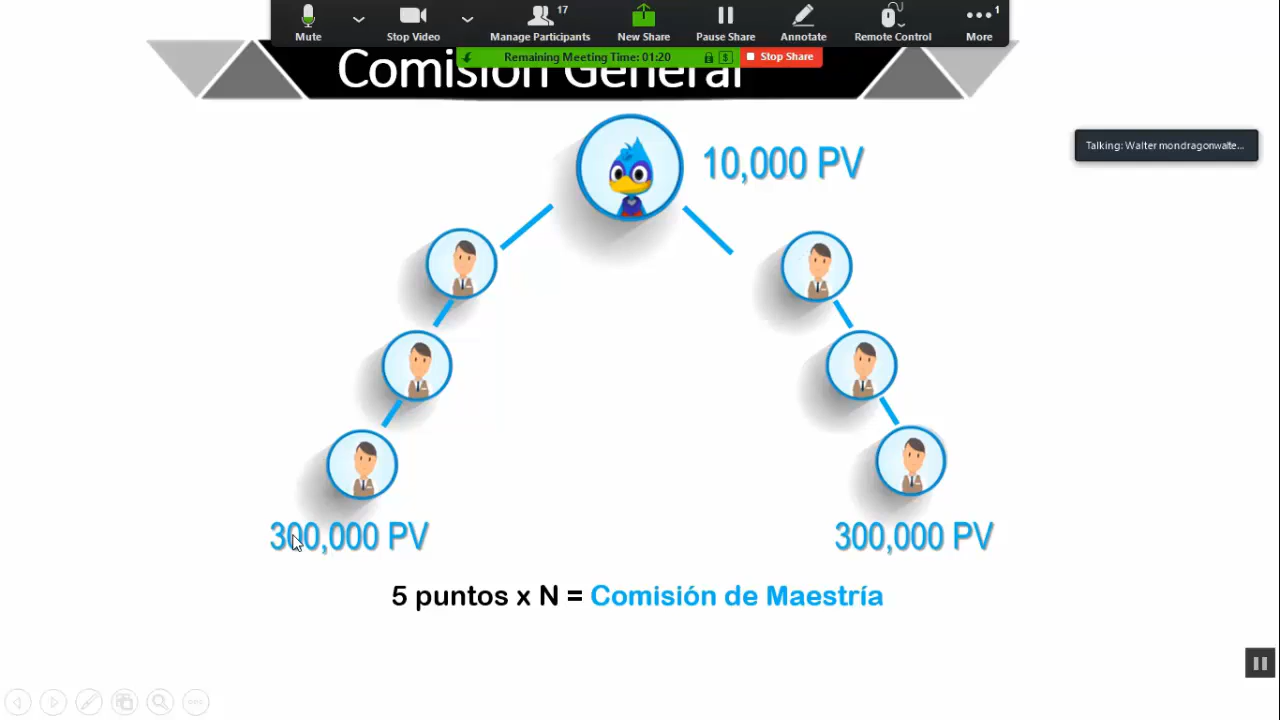 17
1
Mute
Stop Video
Manage Participants
New Share
Pause Share
Annotate
Remote Control
More
Remaining Meeting Time: 01:20
Stop Share
Comisión General
10,000 PV
Talking: Walter mondragonwalte...
300,000 PV
300,000 PV
5 puntos x N = Comisión de Maestría